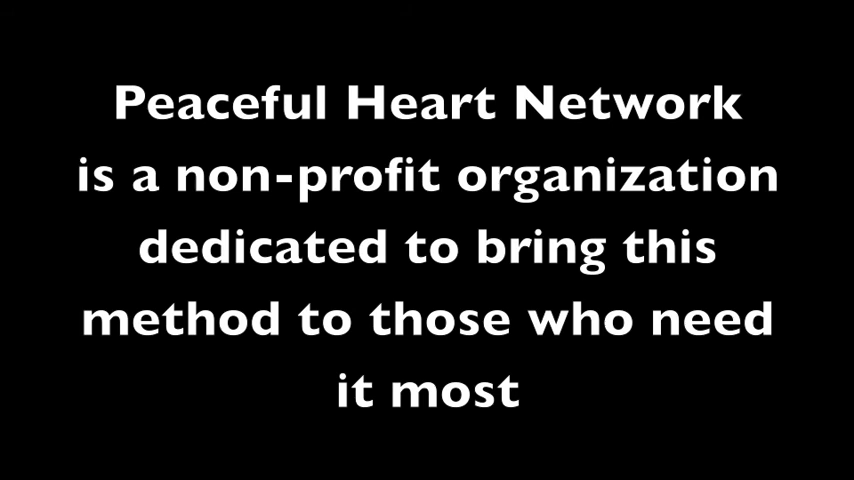 Peaceful Heart Network
is a non-profit organization
dedicated to bring this
method to those who need
it most